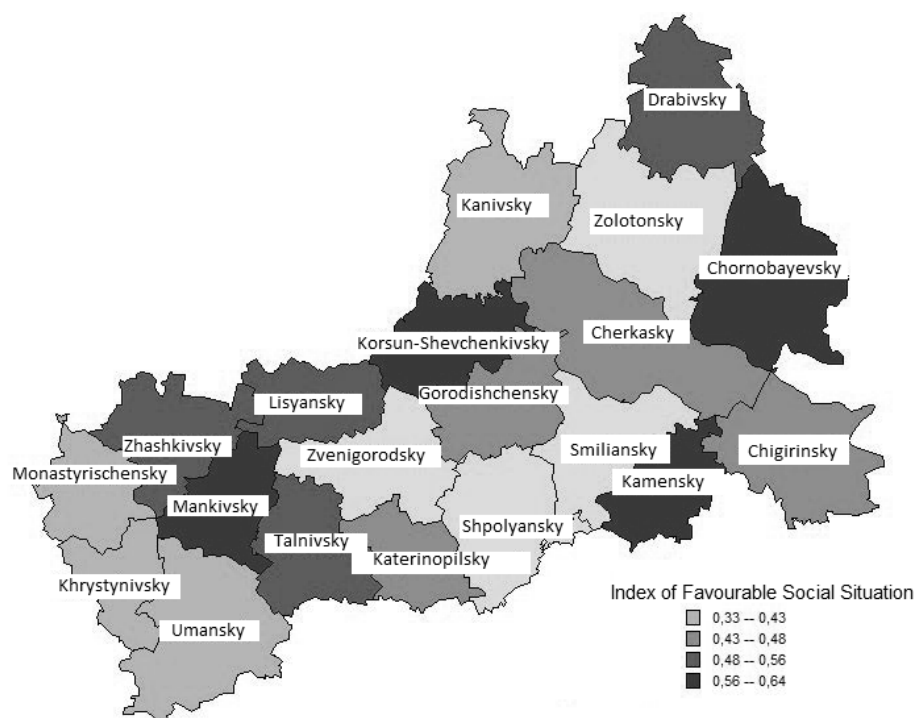 Drabivsky
Kanivsky
Zolotonsky
Chornobayevsky
Cherkasky
Korsun-Shevchenkivsky
Gorodishchensky
Lisyansky
Zhashkivsky
Zvenigorodsky
Smiliansky
Chigirinsky
Monastyrischensky
Kamensky
Mankivsky
Shpolyansky
Talnivsky
Katerinopilsky
Khrystynivsky
Umansky
Index of Favourable Social Situation
0,33 -- 0,43
0,43 -- 0,48
0,48 -- 0,56
0,56 -- 0,64